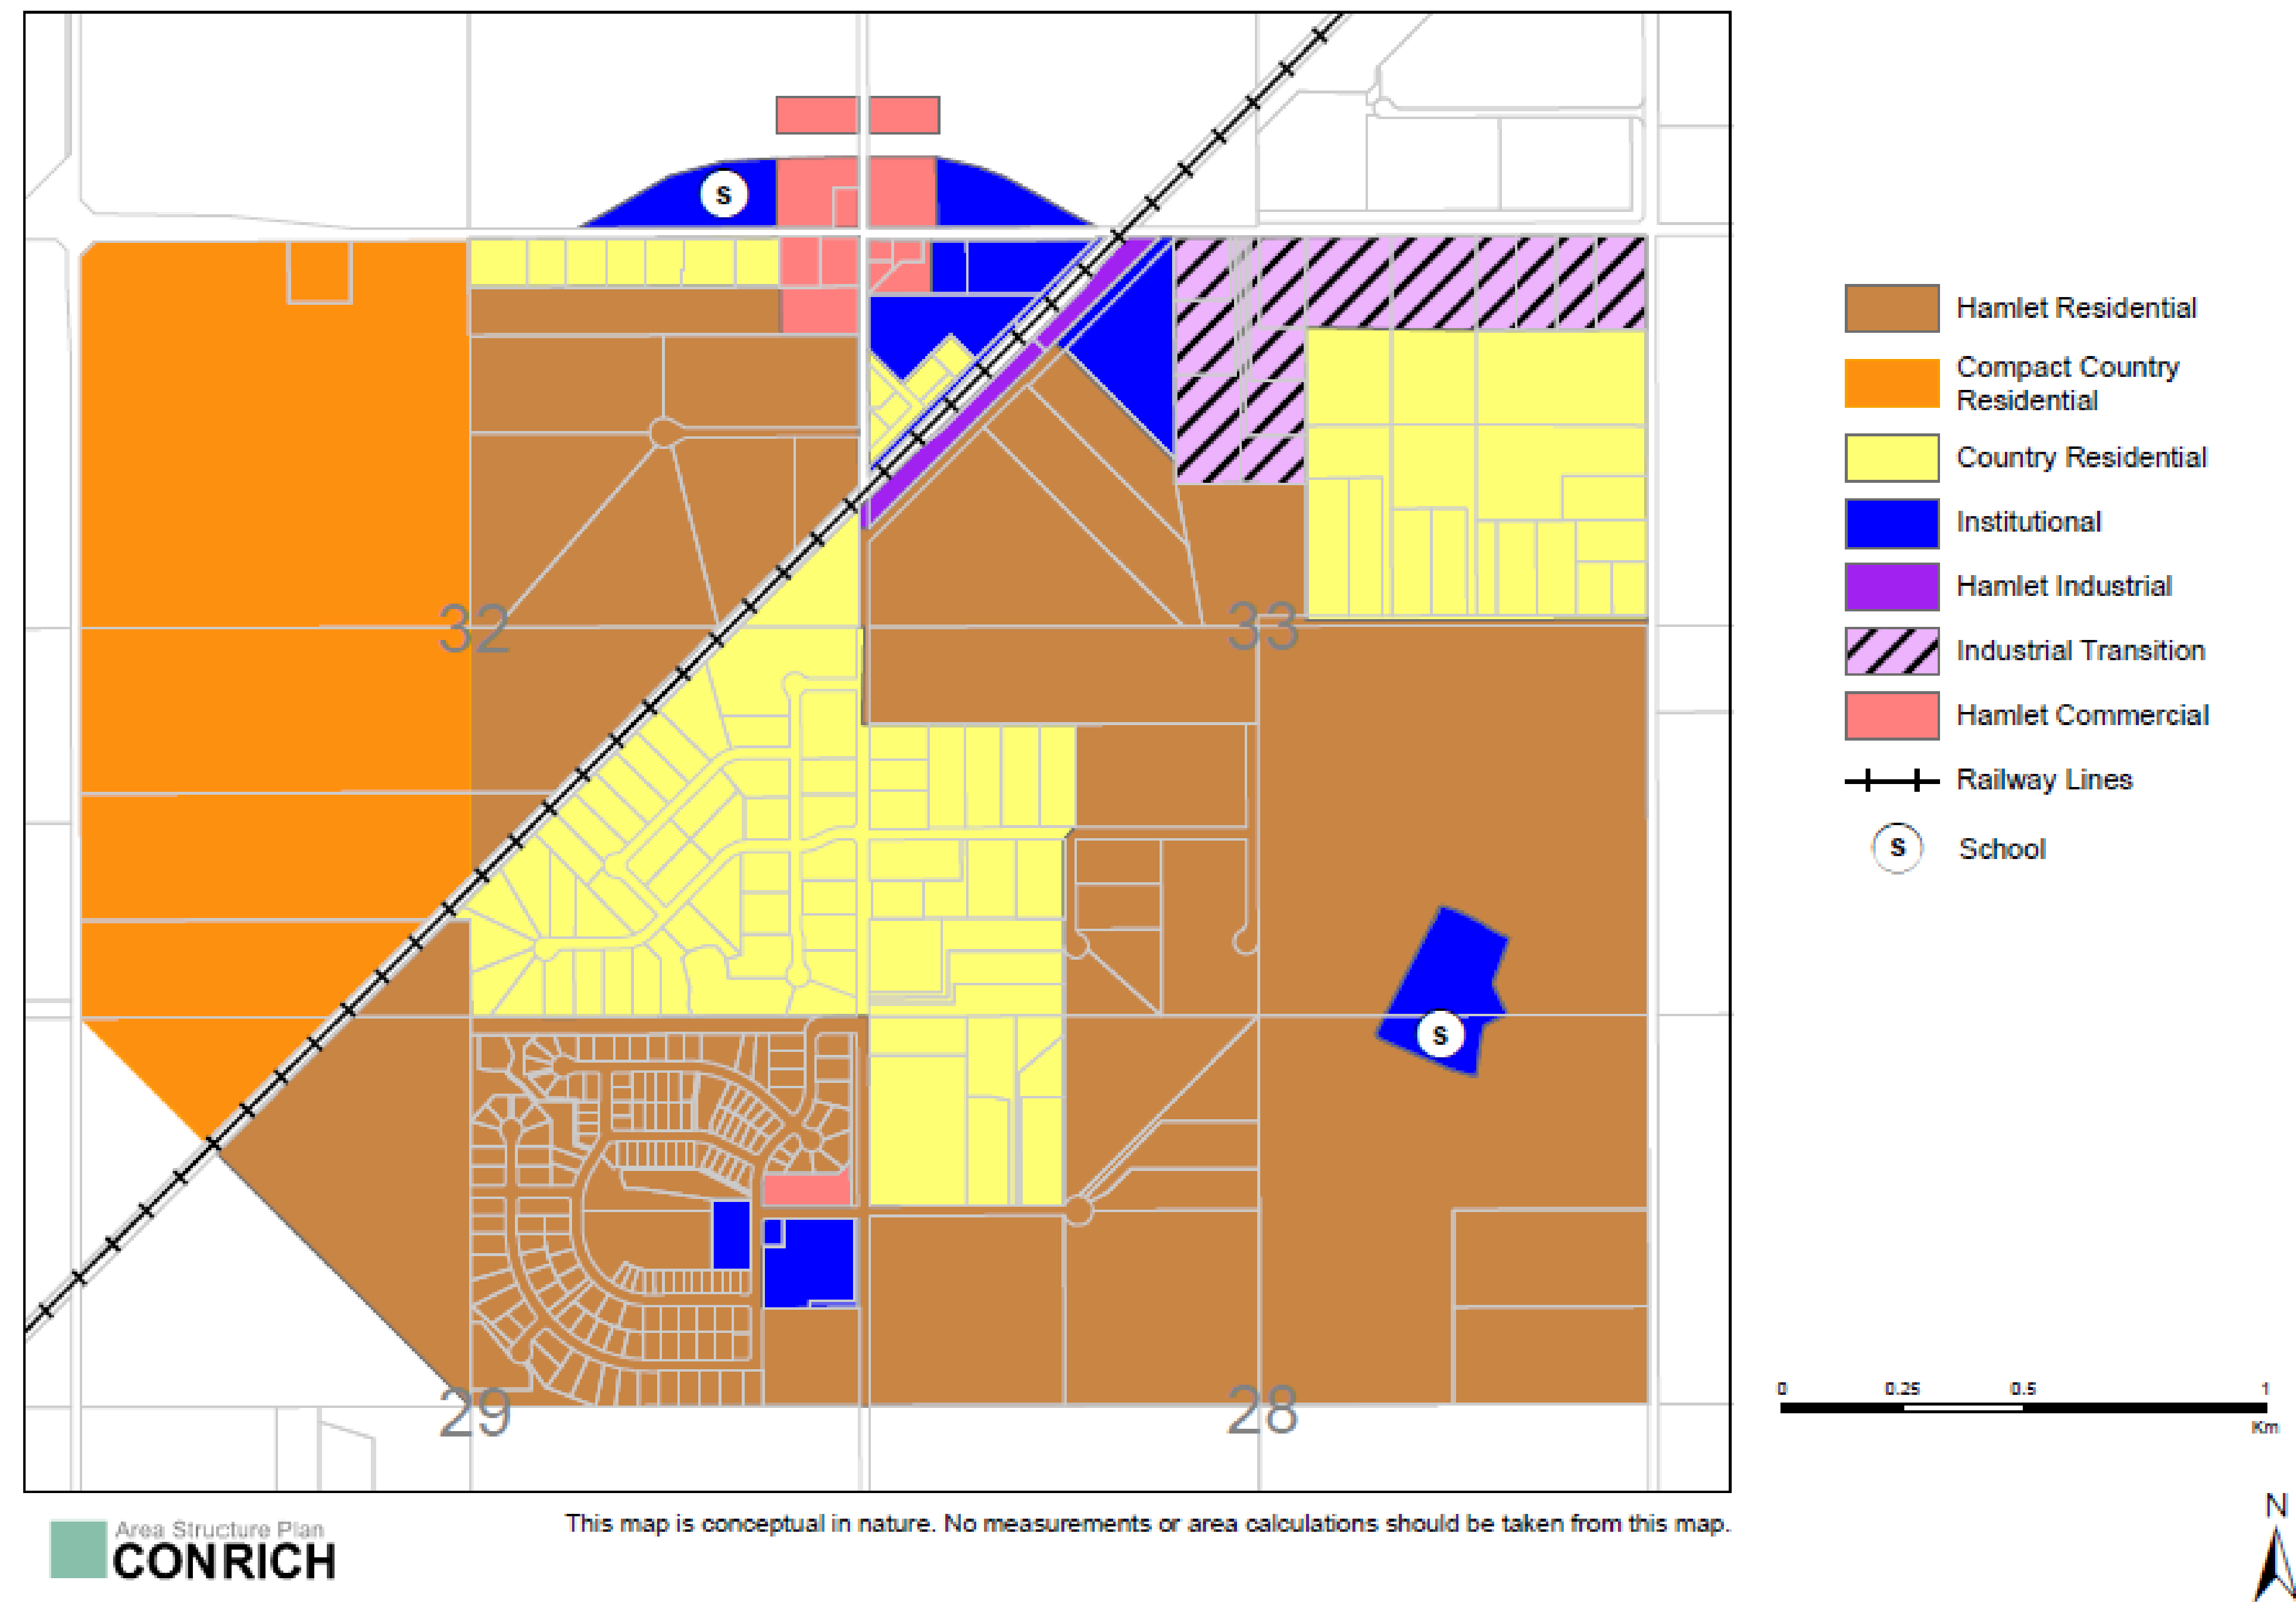 S
32
33
S
29
28
Hamlet Residential
Compact Country
Residential
Country Residential
Institutional
Hamlet Industrial
Industrial Transition
Hamlet Commercial
Railway Lines
S School
0 0.25 0.5 1
Km
N
Area Structure Plan
CONRICH
This map is conceptual in nature. No measurements or area calculations should be taken from this map.